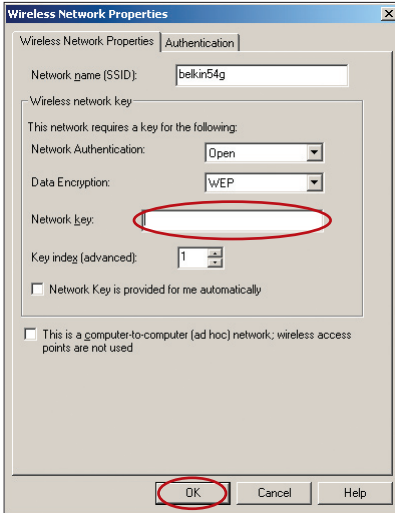 Wireless Network Properties
Wireless Network Properties Authentication
Network name (SSID): belkin54g
Wireless network key
This network requires a key for the following:
Network Authentication: Open
Data Encryption: WEP
Network key:
Key index (advanced): 1
Network Key is provided for me automatically
This is a computer-to-computer (ad hoc) network; wireless access
points are not used
OK Cancel Help